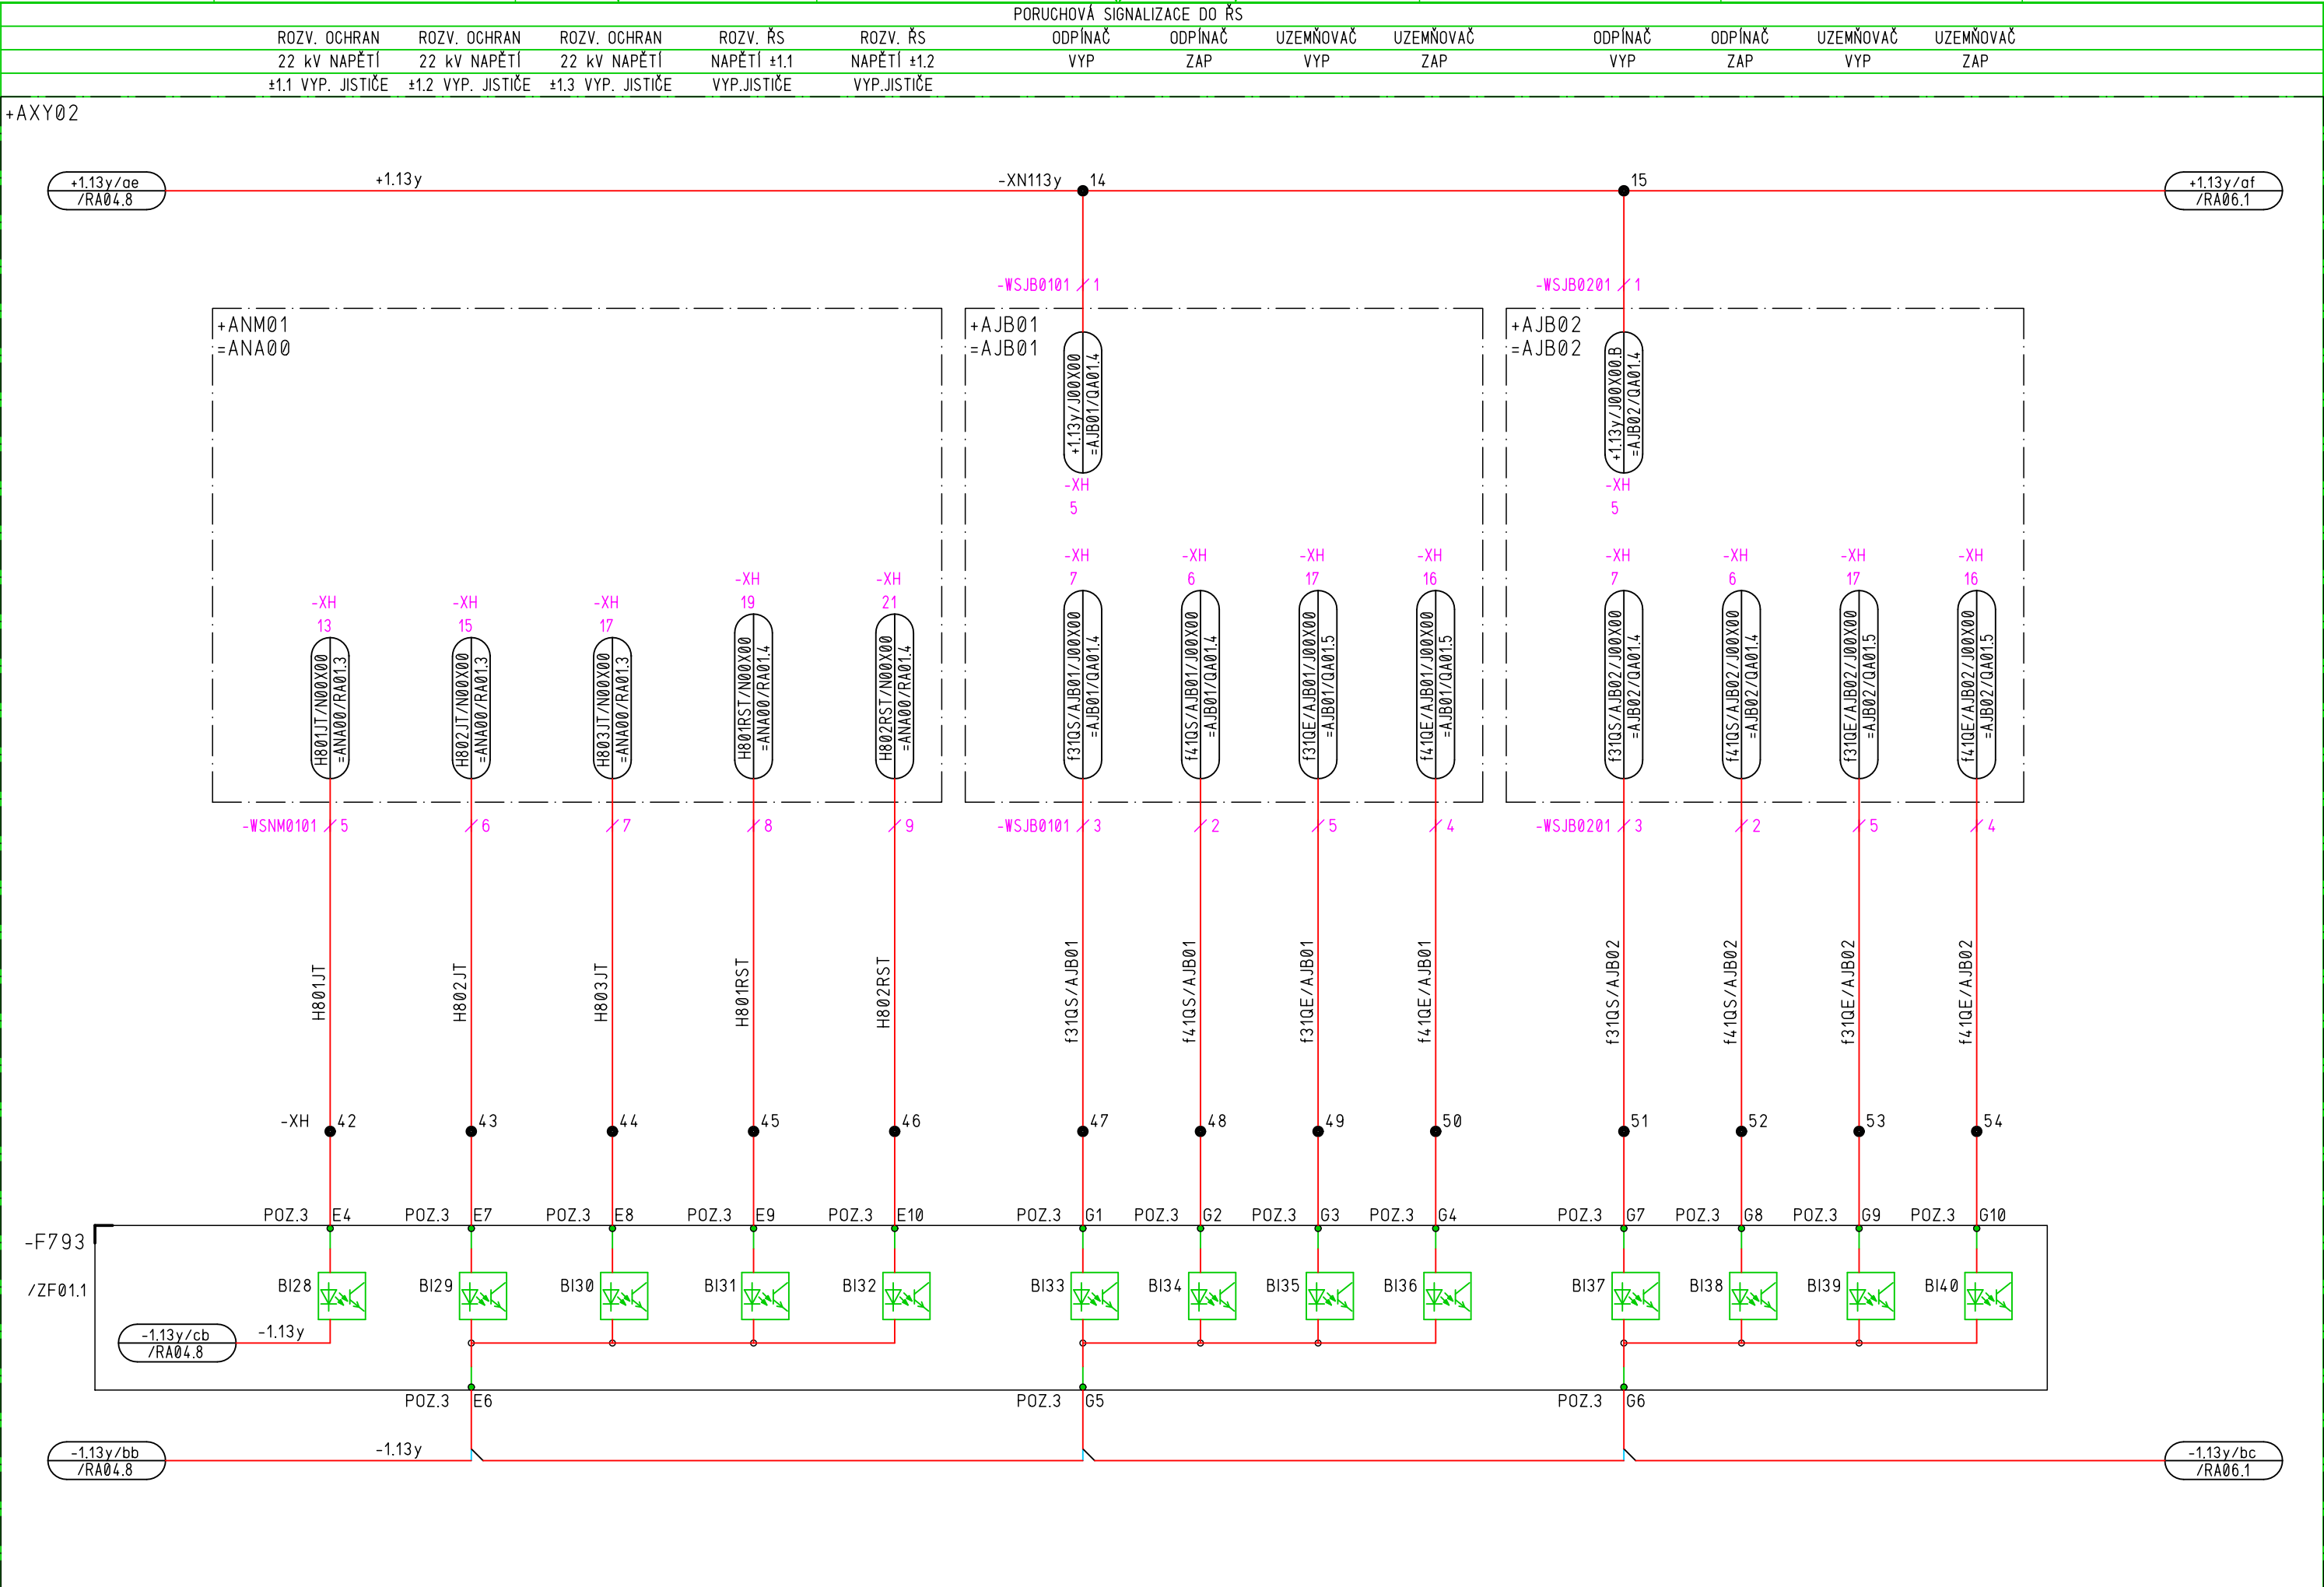 PORUCHOVÁ SIGNALIZACE DO ŘS
ROZV. OCHRAN ROZV. OCHRAN ROZV. OCHRAN ROZV. ŘS ROZV. ŘS ODPÍNAČ ODPÍNAČ UZEMŇOVAČ UZEMŇOVAČ ODPÍNAČ ODPÍNAČ UZEMŇOVAČ UZEMŇOVAČ
22 kV NAPĚTÍ 22 kV NAPĚTÍ 22 kV NAPĚTÍ NAPĚTÍ ±1.1 NAPĚTÍ ±1.2 VYP ZAP VYP ZAP VYP ZAP VYP ZAP
±1.1 VYP. JISTIČE ±1.2 VYP. JISTIČE ±1.3 VYP. JISTIČE VYP.JISTIČE VYP.JISTIČE
+AXY02
+1.13y/ae
/RA04.8
+1.13y
-XN113y 14
15
+1.13y/af
/RA06.1
-WSJB0101 1
-WSJB0201 1
+ANM01
=ANA00
+AJB01
=AJB01
+AJB02
=AJB02
+1.13y/J00X00
=AJB01/QA01.4
+1.13y/J00X00.B
=AJB02/QA01.4
-XH -XH
5 5
-XH -XH -XH -XH -XH -XH -XH -XH
7 6 17 16 7 6 17 16
-XH -XH
19 21
-XH -XH -XH
13 15 17
H801JT/N00X00
=ANA00/RA01.3
H802JT/N00X00
=ANA00/RA01.3
H803JT/N00X00
=ANA00/RA01.3
H801RST/N00X00
=ANA00/RA01.4
H802RST/N00X00
=ANA00/RA01.4
f31QS/AJB01/J00X00
=AJB01/QA01.4
f41QS/AJB01/J00X00
=AJB01/QA01.4
f31QE/AJB01/J00X00
=AJB01/QA01.5
f41QE/AJB01/J00X00
=AJB01/QA01.5
f31QS/AJB02/J00X00
=AJB02/QA01.4
f41QS/AJB02/J00X00
=AJB02/QA01.4
f31QE/AJB02/J00X00
=AJB02/QA01.5
f41QE/AJB02/J00X00
=AJB02/QA01.5
-WSNM0101 5 6 7 8 9 -WSJB0101 3 2 5 4 -WSJB0201 3 2 5 4
H801JT
H802JT
H803JT
H801RST
H802RST
f31QS/AJB01
f41QS/AJB01
f31QE/AJB01
f41QE/AJB01
f31QS/AJB02
f41QS/AJB02
f31QE/AJB02
f41QE/AJB02
-XH 42 43 44 45 46 47 48 49 50 51 52 53 54
POZ.3 E4 POZ.3 E7 POZ.3 E8 POZ.3 E9 POZ.3 E10 POZ.3 G1 POZ.3 G2 POZ.3 G3 POZ.3 G4 POZ.3 G7 POZ.3 G8 POZ.3 G9 POZ.3 G10
-F793
/ZF01.1
BI28 BI29 BI30 BI31 BI32 BI33 BI34 BI35 BI36 BI37 BI38 BI39 BI40
-1.13y/cb
/RA04.8
-1.13y
POZ.3 E6 POZ.3 G5 POZ.3 G6
-1.13y/bb
/RA04.8
-1.13y
-1.13y/bc
/RA06.1